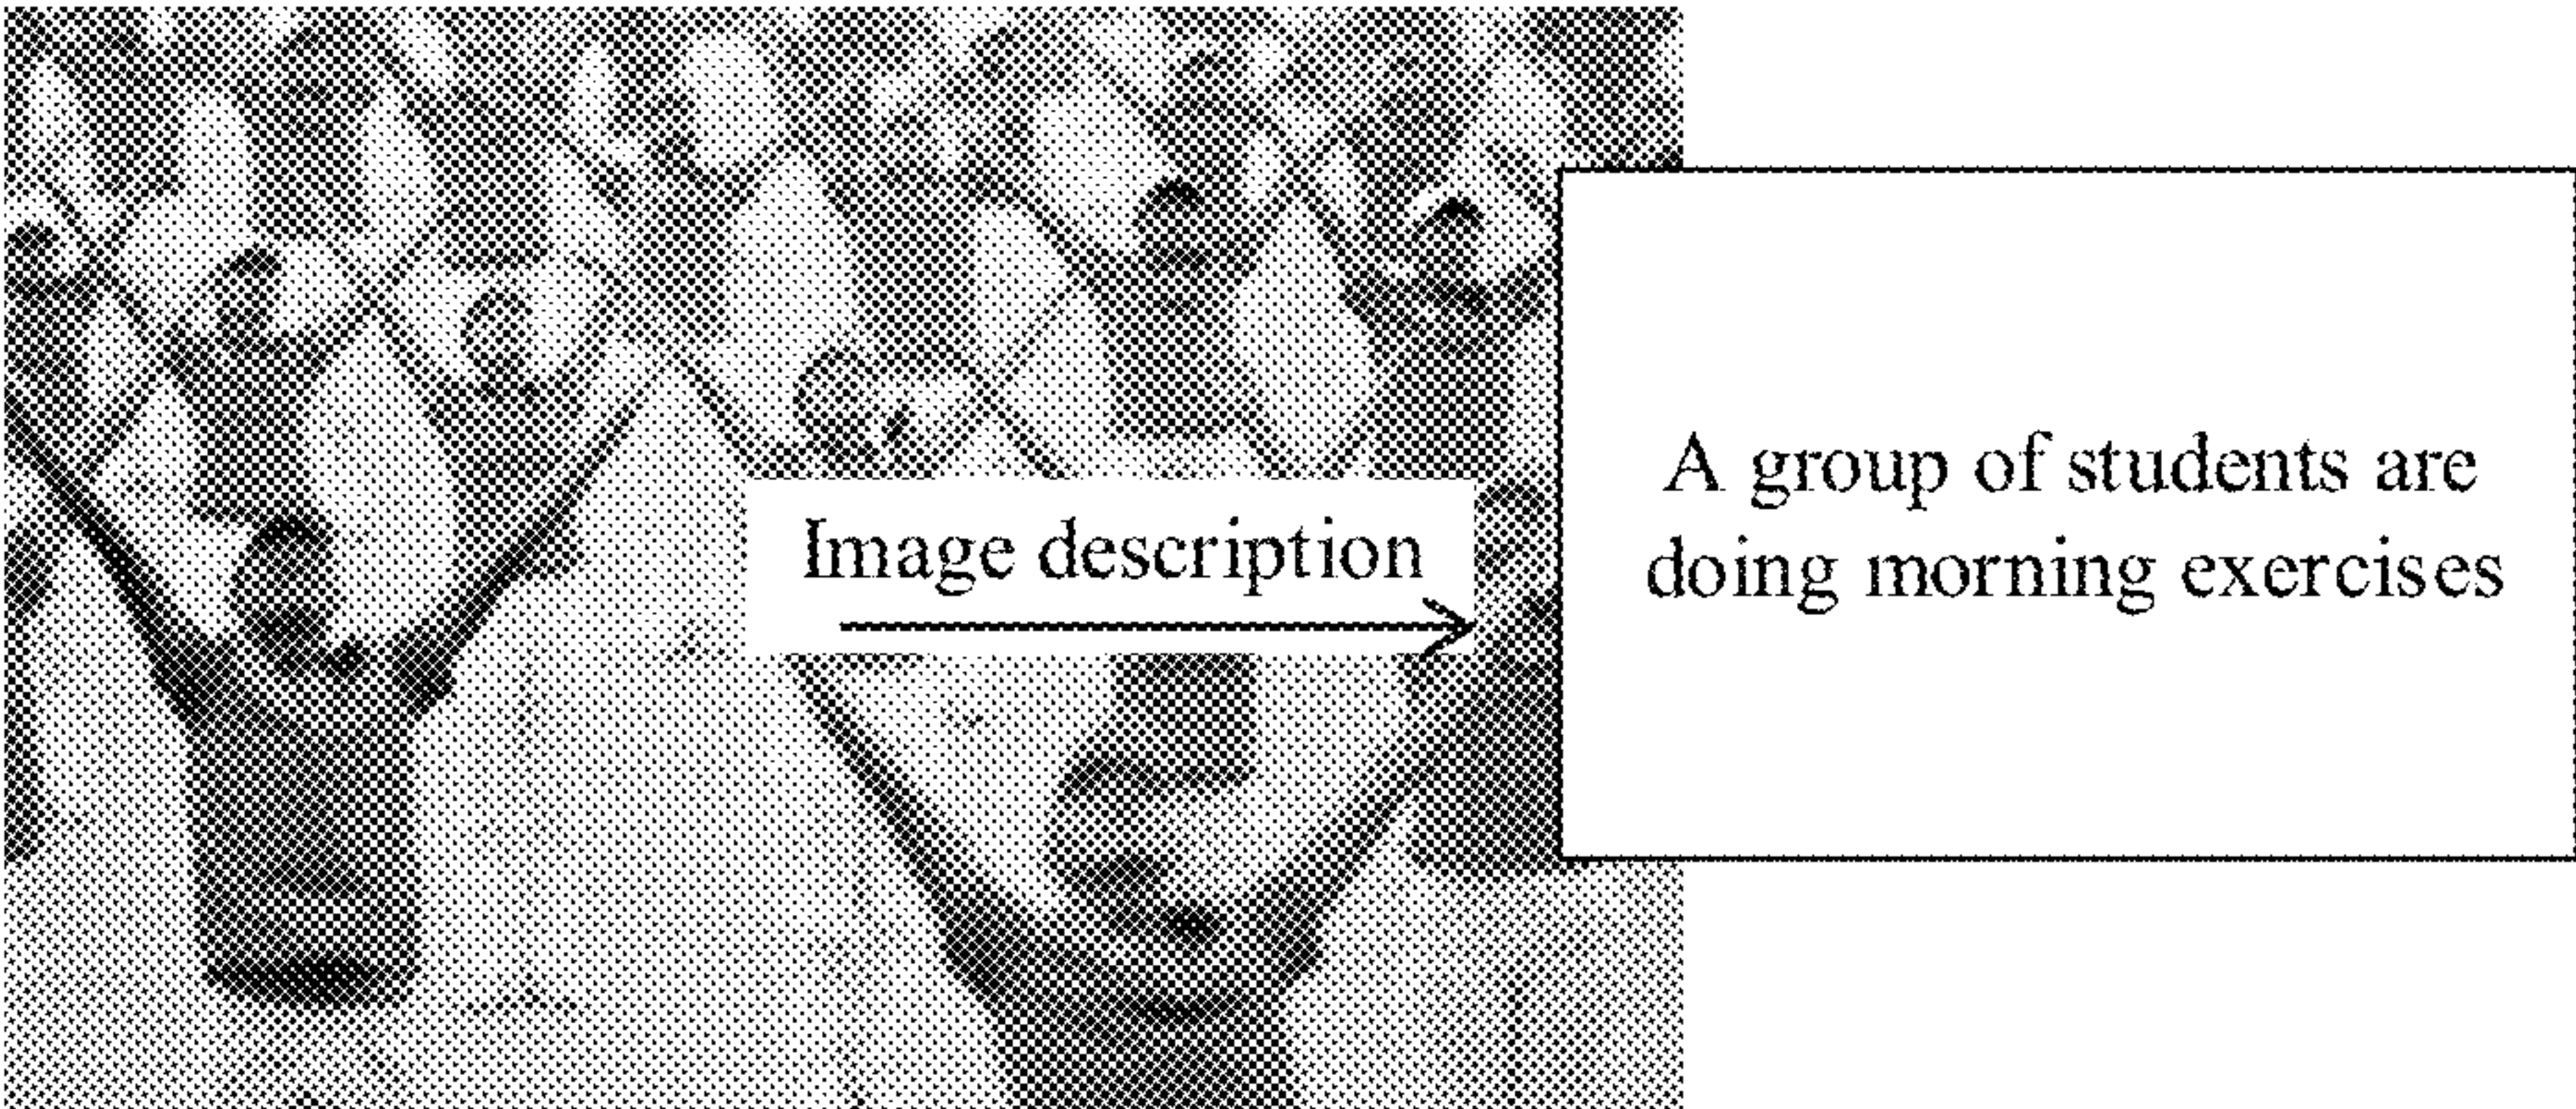 Image description
A group of students are
doing morning exercises